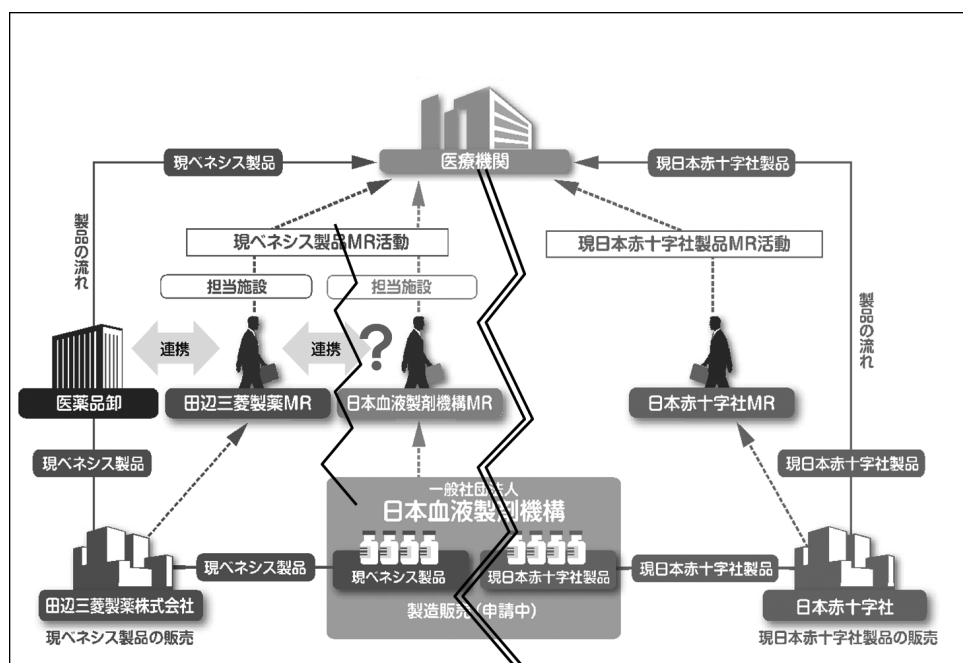 医療機関
現ベネシス製品
現日本赤十字社製品
製品の流れ
現ベネシス製品MR活動
現日本赤十字社製品MR活動
担当施設
担当施設
製品の流れ
連携
連携
?
医薬品卸
田辺三菱製薬MR
日本血液製剤機構MR
日本赤十字社MR
現ベネシス製品
現日本赤十字社製品
一般社団法人
日本血液製剤機構
現ベネシス製品
現ベネシス製品
現日本赤十字社製品
現日本赤十字社製品
田辺三菱製薬株式会社
製造販売(申請中)
日本赤十字社
現ベネシス製品の販売
現日本赤十字社製品の販売